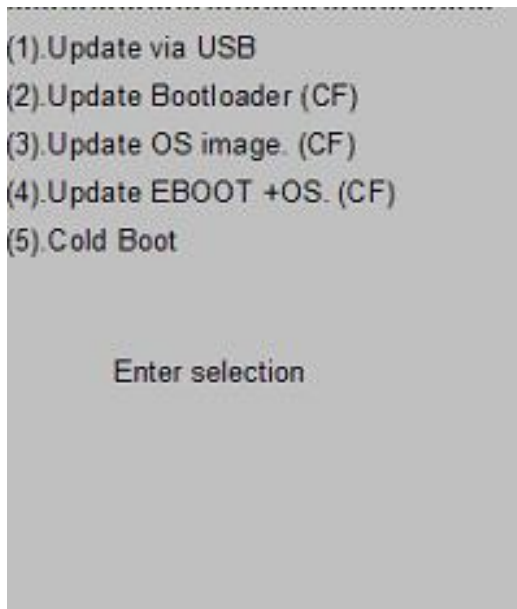 (1).Update via USB
(2).Update Bootloader (CF)
(3).Update OS image. (CF)
(4).Update EBOOT +OS. (CF)
(5).Cold Boot
Enter selection